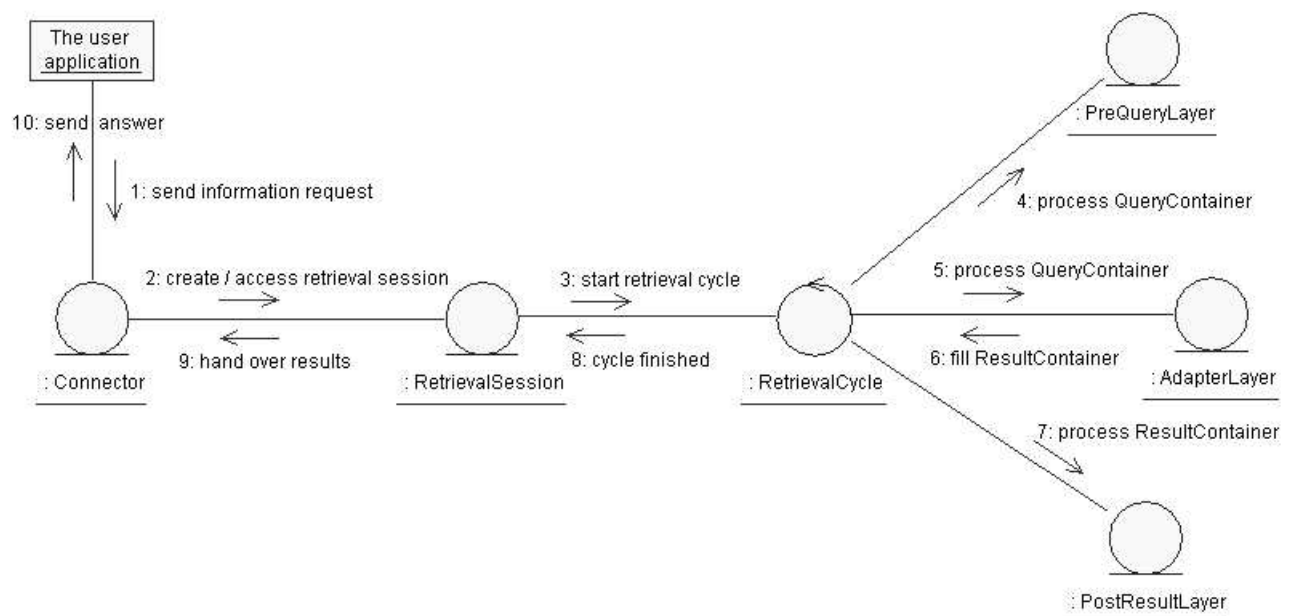 The user
application
: PreQueryLayer
10: send answer
1: send information request
4: process QueryContainer
2: create / access retrieval session
3: start retrieval cycle
5: process QueryContainer
9: hand over results
8: cycle finished
6: fill ResultContainer
: Connector
: RetrievalSession
: RetrievalCycle
: AdapterLayer
7: process ResultContainer
: PostResultLayer